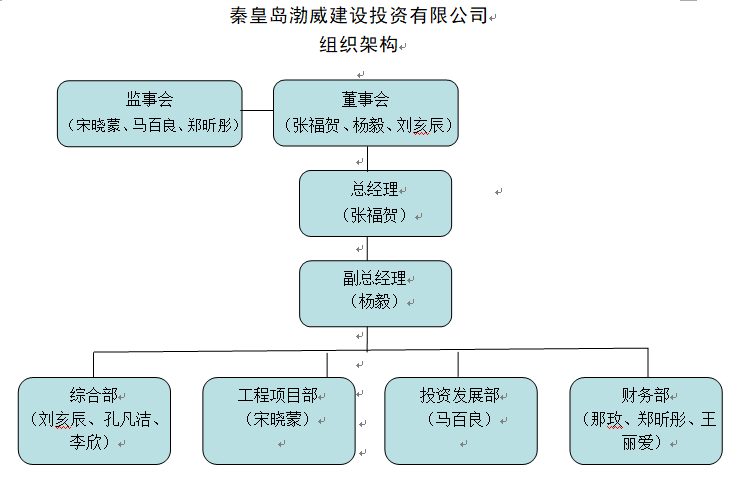 秦皇岛渤威建设投资有限公司
组织架构
监事会
（宋晓蒙、马百良、郑昕彤）
董事会
（张福贺、杨毅、刘亥辰）
总经理
（张福贺）
副总经理
（杨毅）
综合部
（刘亥辰、孔凡洁、
李欣）
工程项目部
（宋晓蒙）
投资发展部
（马百良）
财务部
（那玫、郑昕彤、王
丽爱）